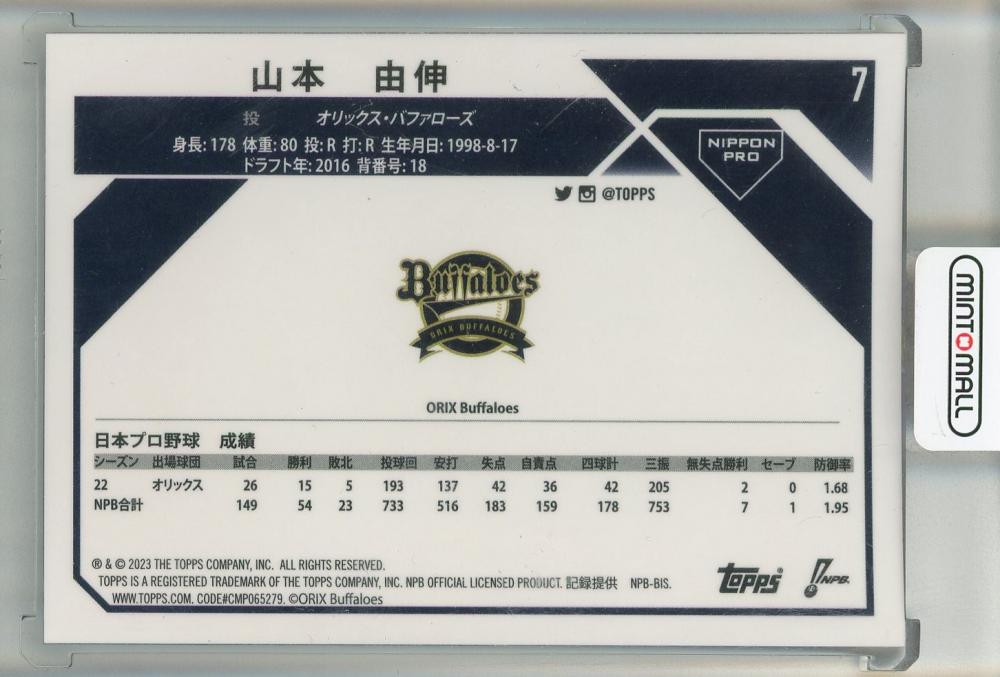 山本 由伸
7
投 オリックス・バファローズ
身長: 178 体重: 80 投: R 打: R 生年月日: 1998-8-17
ドラフト年: 2016 背番号: 18
NIPPON
PRO
@TOPPS
Buffaloes
ORIX BUFFALOES
MINT MALL
ORIX Buffaloes
日本プロ野球 成績
シーズン 出場球団 試合 勝利 敗北 投球回 安打 失点 自責点 四球計 三振 無失点勝利 セーブ 防御率
22 オリックス 26 15 5 193 137 42 36 42 205 2 0 1.68
NPB合計 149 54 23 733 516 183 159 178 753 7 1 1.95
® & © 2023 THE TOPPS COMPANY, INC. ALL RIGHTS RESERVED.
TOPPS IS A REGISTERED TRADEMARK OF THE TOPPS COMPANY, INC. NPB OFFICIAL LICENSED PRODUCT. 記録提供 NPB-BIS.
WWW.TOPPS.COM. CODE#CMP065279. ©ORIX Buffaloes
Topps
NPB